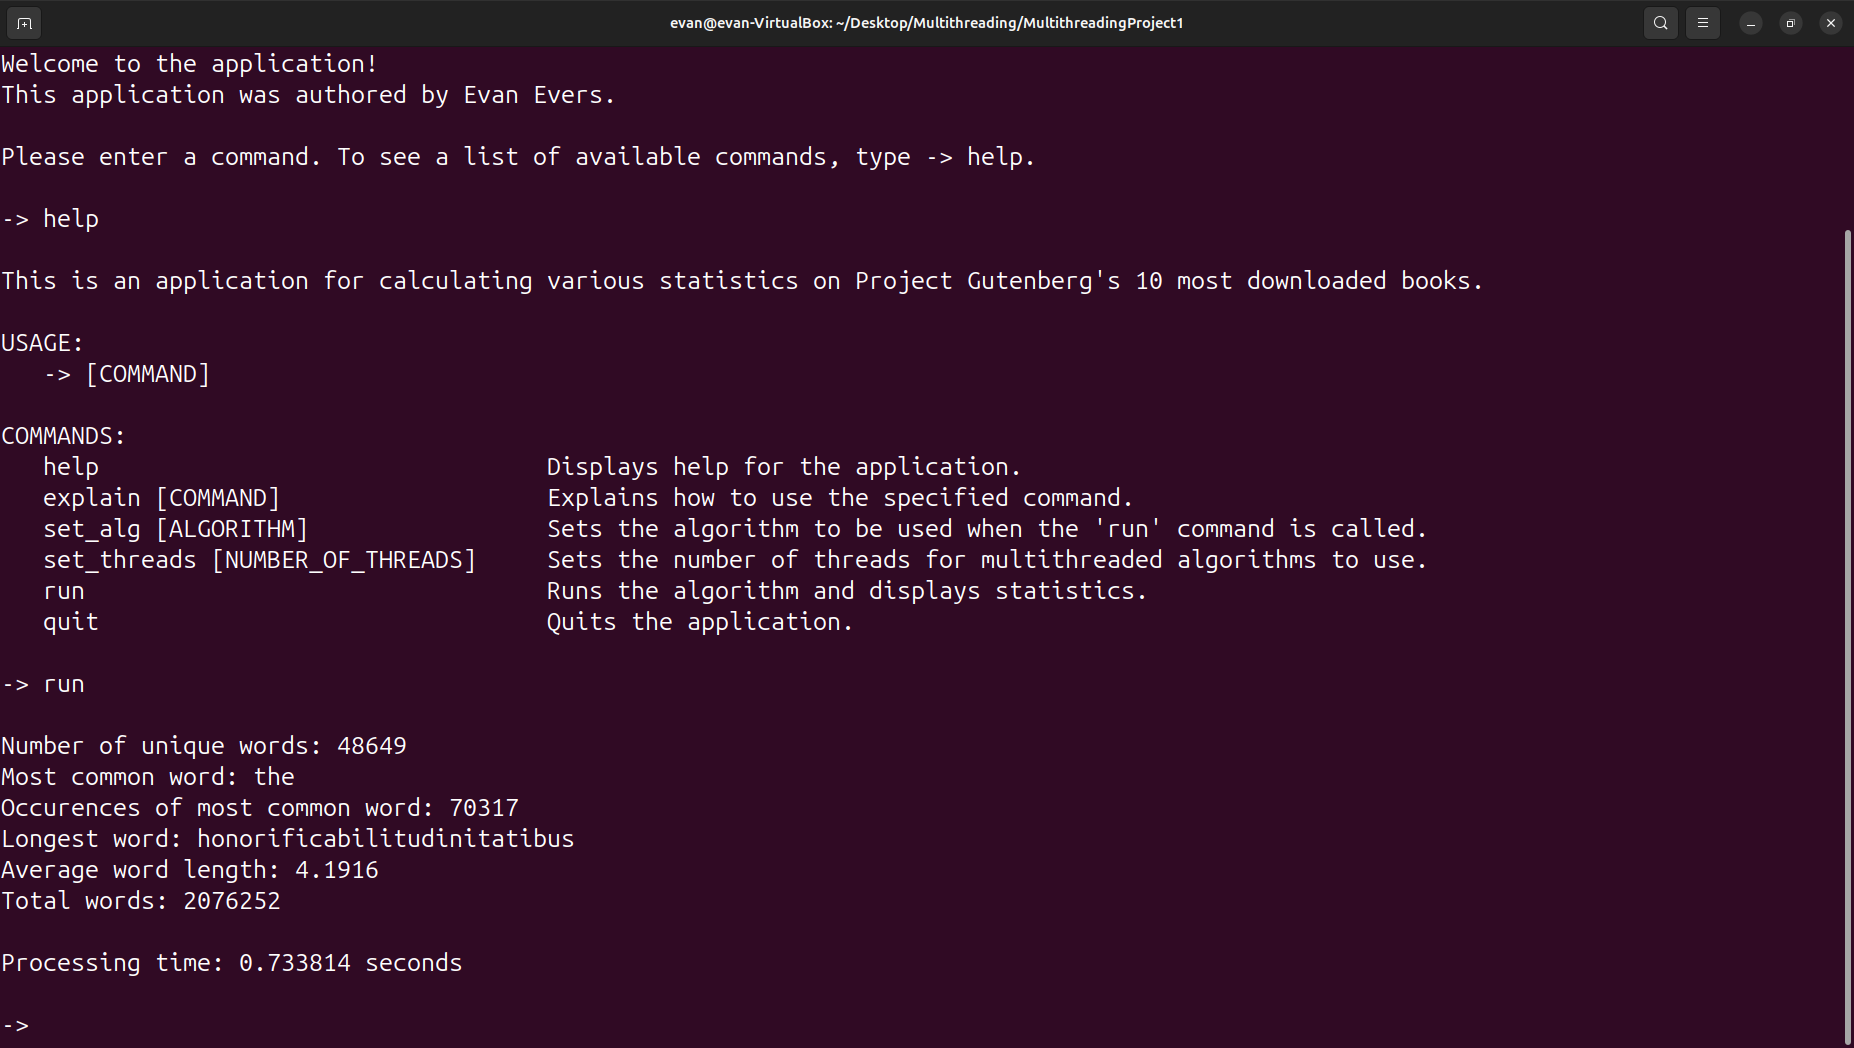 evan@evan-VirtualBox: ~/Desktop/Multithreading/MultithreadingProject1
Welcome to the application!
This application was authored by Evan Evers.
Please enter a command. To see a list of available commands, type -> help.
-> help
This is an application for calculating various statistics on Project Gutenberg's 10 most downloaded books.
USAGE:
   -> [COMMAND]
COMMANDS:
   help                                Displays help for the application.
   explain [COMMAND]                   Explains how to use the specified command.
   set_alg [ALGORITHM]                 Sets the algorithm to be used when the 'run' command is called.
   set_threads [NUMBER_OF_THREADS]     Sets the number of threads for multithreaded algorithms to use.
   run                                 Runs the algorithm and displays statistics.
   quit                                Quits the application.
-> run
Number of unique words: 48649
Most common word: the
Occurences of most common word: 70317
Longest word: honorificabilitudinitatibus
Average word length: 4.1916
Total words: 2076252
Processing time: 0.733814 seconds
->